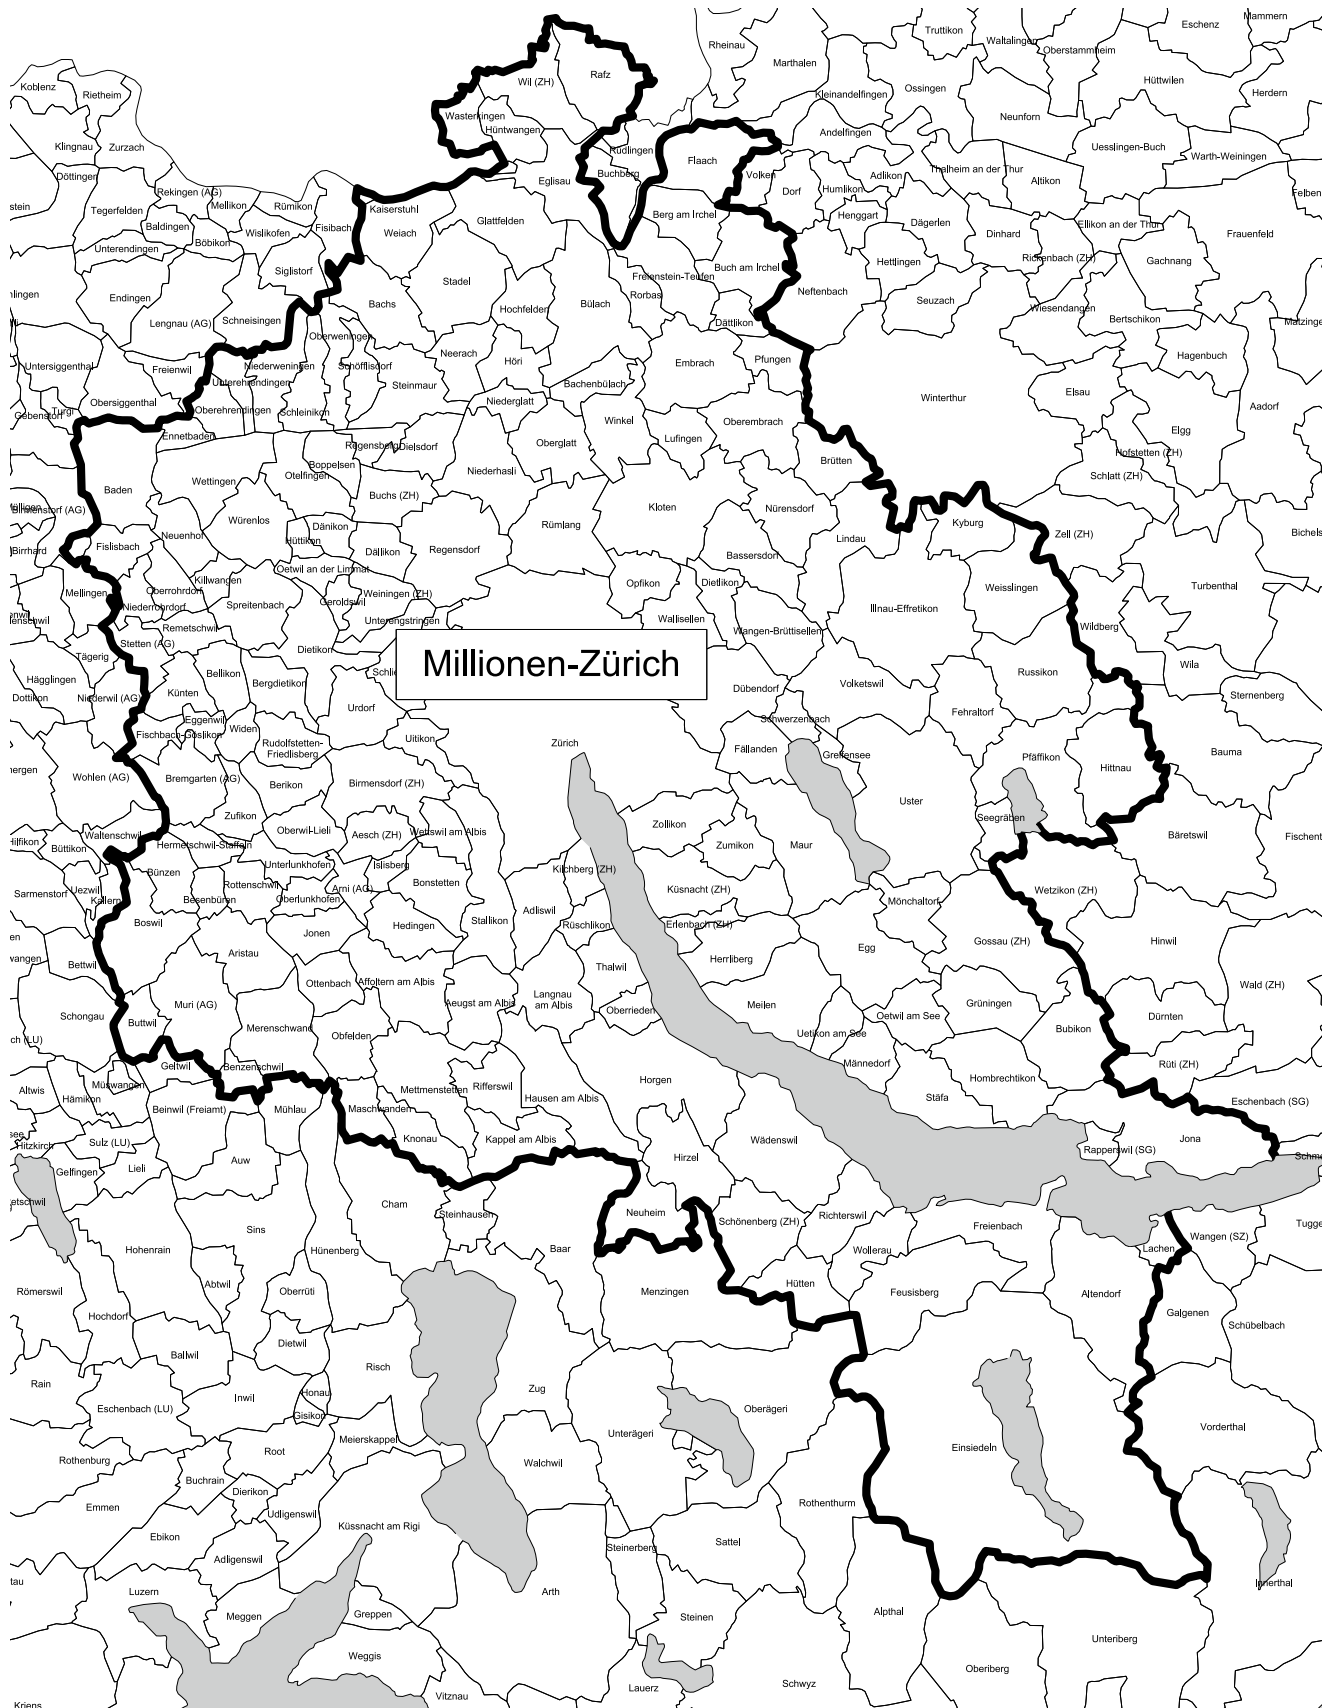 Mammern
Eschenz
Truttikon
Waltalingen
Rheinau
Oberstammheim
Marthalen
Rafz
Wil (ZH)
Hüttwilen
Koblenz
Ossingen
Herdern
Rietheim
Kleinandelfingen
Wasterkingen
Neunforn
Hüntwangen
Andelfingen
Klingnau
Zurzach
Uesslingen-Buch
Rüdlingen
Warth-Weiningen
Flaach
Thalheim an der Thur
Buchberg
Volken
Adlikon
Döttingen
Altikon
Eglisau
Humlikon
Dorf
Rekingen (AG)
Mellikon
Rümikon
Tegerfelden
Kaiserstuhl
Berg am Irchel
Henggart
Glattfelden
Dägerlen
Ellikon an der Thur
Baldingen
Fisibach
Weiach
Wislikofen
Dinhard
Frauenfeld
Böbikon
Unterendingen
Rickenbach (ZH)
Hettlingen
Gachnang
Buch am Irchel
Siglistorf
Freienstein-Teufen
Stadel
Neftenbach
Rorbas
Endingen
Seuzach
Bachs
Bülach
Wiesendangen
Hochfelden
Bertschikon
Lengnau (AG)
Schneisingen
Dättlikon
Oberweningen
Neerach
Hagenbuch
Höri
Pfungen
Embrach
Untersiggenthal
Freienwil
Niederweningen
Schöfflisdorf
Unterehrendingen
Steinmaur
Bachenbülach
Elsau
Winterthur
Obersiggenthal
Niederglatt
Aadorf
Turgi
Gebenstorf
Oberehrendingen
Schleinikon
Winkel
Oberembrach
Elgg
Ennetbaden
Lufingen
Oberglatt
Regensberg
Dielsdorf
Hofstetten (ZH)
Brütten
Boppelsen
Niederhasli
Otelfingen
Schlatt (ZH)
Wettingen
Baden
Buchs (ZH)
Kloten
Nürensdorf
Birmenstorf (AG)
Würenlos
Dänikon
Kyburg
Rümlang
Neuenhof
Hüttikon
Lindau
Zell (ZH)
Fislisbach
Regensdorf
Birrhard
Dällikon
Bassersdorf
Oetwil an der Limmat
Killwangen
Opfikon
Dietlikon
Turbenthal
Weisslingen
Oberrohrdorf
Mellingen
Weiningen (ZH)
Geroldswil
Spreitenbach
Niederrohrdorf
Illnau-Effretikon
Unterengstringen
Wallisellen
Wildberg
Remetschwil
Wangen-Brüttisellen
Stetten (AG)
Dietikon
Tägerig
Wila
Millionen-Zürich
Bellikon
Russikon
Hägglingen
Bergdietikon
Volketswil
Dübendorf
Künten
Sternenberg
Dottikon
Niederwil (AG)
Urdorf
Fehraltorf
Eggenwil
Schwerzenbach
Widen
Fischbach-Göslikon
Uitikon
Rudolfstetten-
Friedlisberg
Zürich
Fällanden
Bauma
Greifensee
Pfäffikon
Hittnau
Wohlen (AG)
Bremgarten (AG)
Berikon
Birmensdorf (ZH)
Uster
Zufikon
Seegräben
Zollikon
Oberwil-Lieli
Wettswil am Albis
Waltenschwil
Aesch (ZH)
Bäretswil
Büttikon
Hermetschwil-Staffeln
Zumikon
Maur
Islisberg
Unterlunkhofen
Bünzen
Kilchberg (ZH)
Rottenschwil
Bonstetten
Arni (AG)
Küsnacht (ZH)
Wetzikon (ZH)
Uezwil
Sarmenstorf
Kallern
Besenbüren
Oberlunkhofen
Mönchaltorf
Adliswil
Stallikon
Boswil
Hedingen
Rüschlikon
Erlenbach (ZH)
Jonen
Gossau (ZH)
Hinwil
Egg
Aristau
Herrliberg
Bettwil
Thalwil
Ottenbach
Affoltern am Albis
Wald (ZH)
Langnau
am Albis
Muri (AG)
Aeugst am Albis
Meilen
Grüningen
Oberrieden
Schongau
Dürnten
Oetwil am See
Buttwil
Merenschwand
Bubikon
Uetikon am See
Obfelden
Geltwil
Benzenschwil
Männedorf
Rüti (ZH)
Horgen
Hombrechtikon
Müswangen
Altwis
Mettmenstetten
Rifferswil
Hämikon
Stäfa
Hausen am Albis
Eschenbach (SG)
Beinwil (Freiamt)
Mühlau
Maschwanden
Knonau
Kappel am Albis
Wädenswil
Jona
Sulz (LU)
Hitzkirch
Rapperswil (SG)
Hirzel
Auw
Lieli
Gelfingen
Cham
Steinhausen
Neuheim
Richterswil
Schönenberg (ZH)
Freienbach
Sins
Wangen (SZ)
Hohenrain
Hünenberg
Baar
Wollerau
Lachen
Abtwil
Hütten
Römerswil
Oberrüti
Menzingen
Feusisberg
Altendorf
Galgenen
Hochdorf
Schübelbach
Dietwil
Ballwil
Risch
Rain
Honau
Zug
Inwil
Eschenbach (LU)
Oberägeri
Gisikon
Vorderthal
Unterägeri
Meierskappel
Einsiedeln
Root
Rothenburg
Walchwil
Buchrain
Dierikon
Rothenthurm
Emmen
Udligenswil
Küssnacht am Rigi
Ebikon
Sattel
Steinerberg
Adligenswil
Innerthal
Luzern
Arth
Alpthal
Greppen
Meggen
Steinen
Unteriberg
Weggis
Oberiberg
Schwyz
Lauerz
Vitznau
Kriens